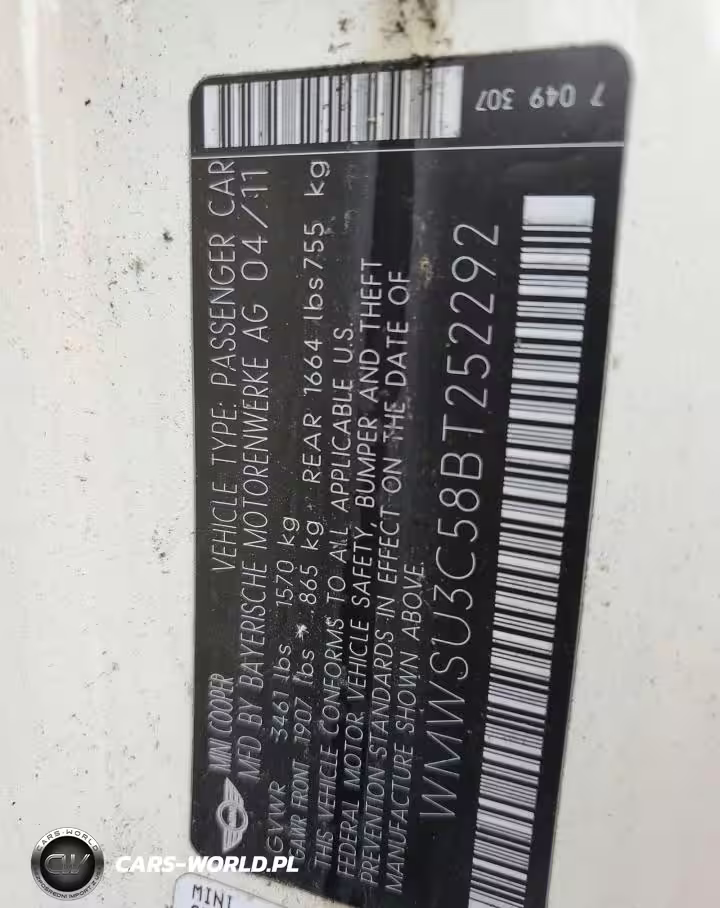 7 049 307
MINI COOPER VEHICLE TYPE: PASSENGER CAR
MFD BY BAYERISCHE MOTORENWERKE AG 04/11
GVWR 3461 lbs 1570 kg
GAWR FRONT 1907 lbs 865 kg REAR 1664 lbs 755 kg
THIS VEHICLE CONFORMS TO ALL APPLICABLE U.S.
FEDERAL MOTOR VEHICLE SAFETY, BUMPER AND THEFT
PREVENTION STANDARDS IN EFFECT ON THE DATE OF
MANUFACTURE SHOWN ABOVE.
WMWSU3C58BT252292
MINI
CARS-WORLD
CW
CARS-WORLD.PL